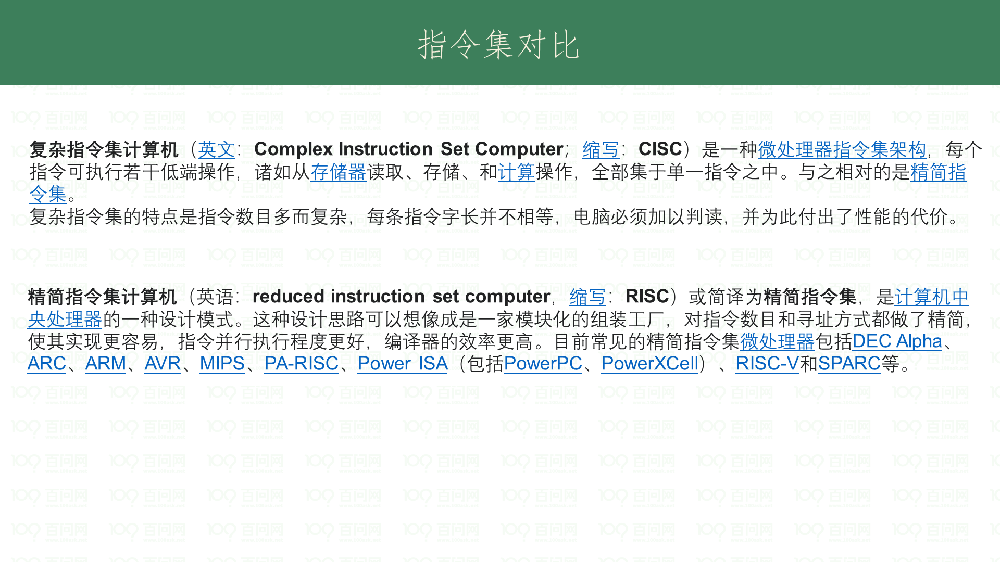 指令集对比
复杂指令集计算机（英文：Complex Instruction Set Computer；缩写：CISC）是一种微处理器指令集架构，每个
指令可执行若干低端操作，诸如从存储器读取、存储、和计算操作，全部集于单一指令之中。与之相对的是精简指
令集。
复杂指令集的特点是指令数目多而复杂，每条指令字长并不相等，电脑必须加以判读，并为此付出了性能的代价。
精简指令集计算机（英语：reduced instruction set computer，缩写：RISC）或简译为精简指令集，是计算机中
央处理器的一种设计模式。这种设计思路可以想像成是一家模块化的组装工厂，对指令数目和寻址方式都做了精简，
使其实现更容易，指令并行执行程度更好，编译器的效率更高。目前常见的精简指令集微处理器包括DEC Alpha、
ARC、ARM、AVR、MIPS、PA-RISC、Power ISA（包括PowerPC、PowerXCell）、RISC-V和SPARC等。